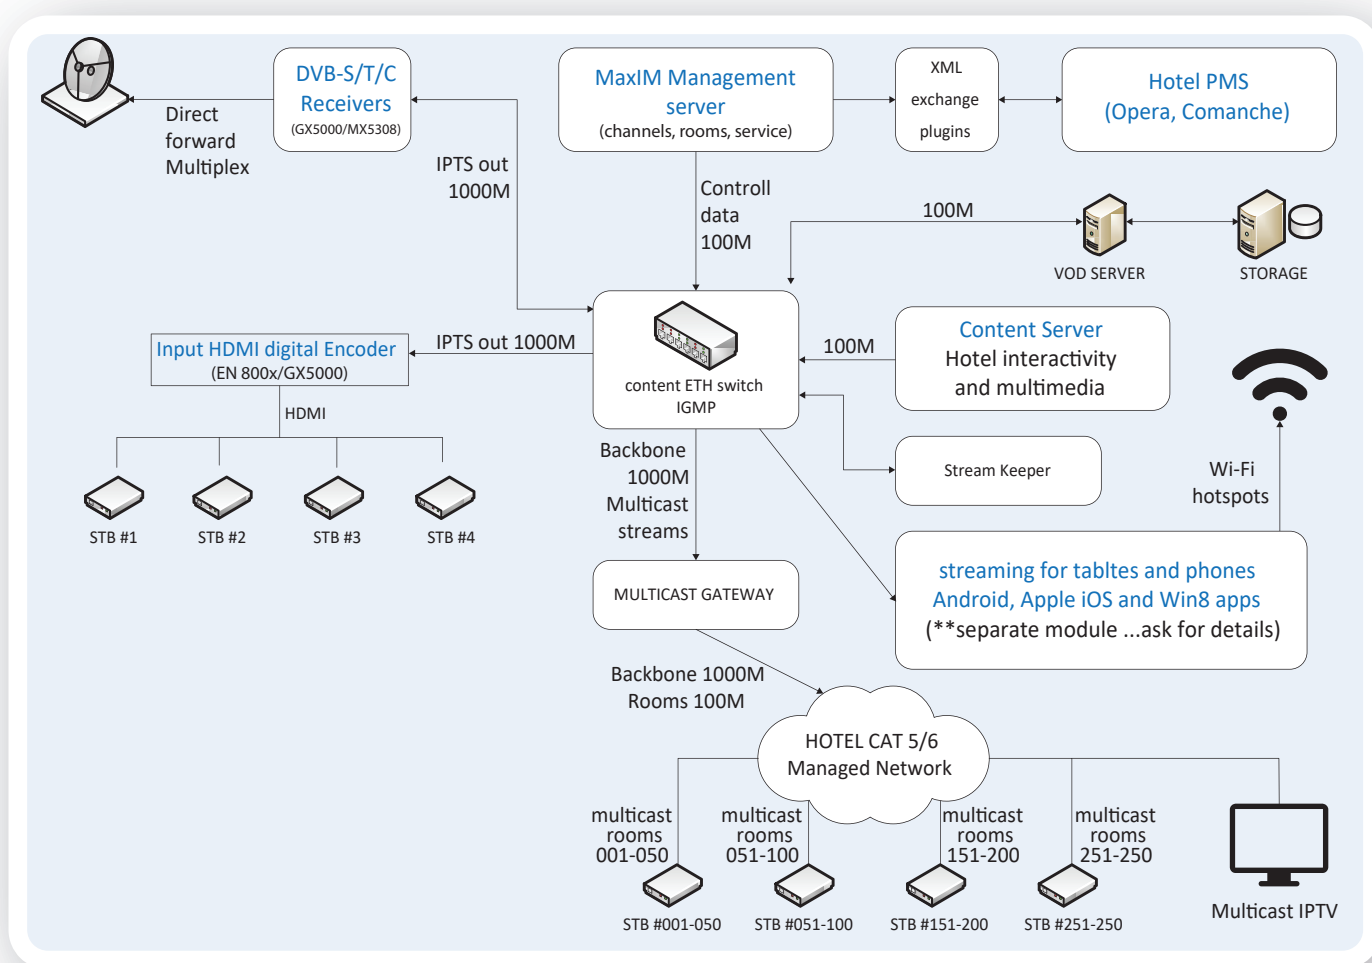 DVB-S/T/C
Receivers
(GX5000/MX5308)
MaxIM Management
server
(channels, rooms, service)
XML
exchange
plugins
Hotel PMS
(Opera, Comanche)
Direct
forward
Multiplex
IPTS out
1000M
Controll
data
100M
100M
VOD SERVER
STORAGE
Input HDMI digital Encoder
(EN 800x/GX5000)
IPTS out 1000M
content ETH switch
IGMP
100M
Content Server
Hotel interactivity
and multimedia
HDMI
STB #1
STB #2
STB #3
STB #4
Backbone
1000M
Multicast
streams
Stream Keeper
Wi-Fi
hotspots
MULTICAST GATEWAY
streaming for tabltes and phones
Android, Apple iOS and Win8 apps
(**separate module ...ask for details)
Backbone 1000M
Rooms 100M
HOTEL CAT 5/6
Managed Network
multicast
rooms
001-050
multicast
rooms
051-100
multicast
rooms
151-200
multicast
rooms
251-250
STB #001-050
STB #051-100
STB #151-200
STB #251-250
Multicast IPTV